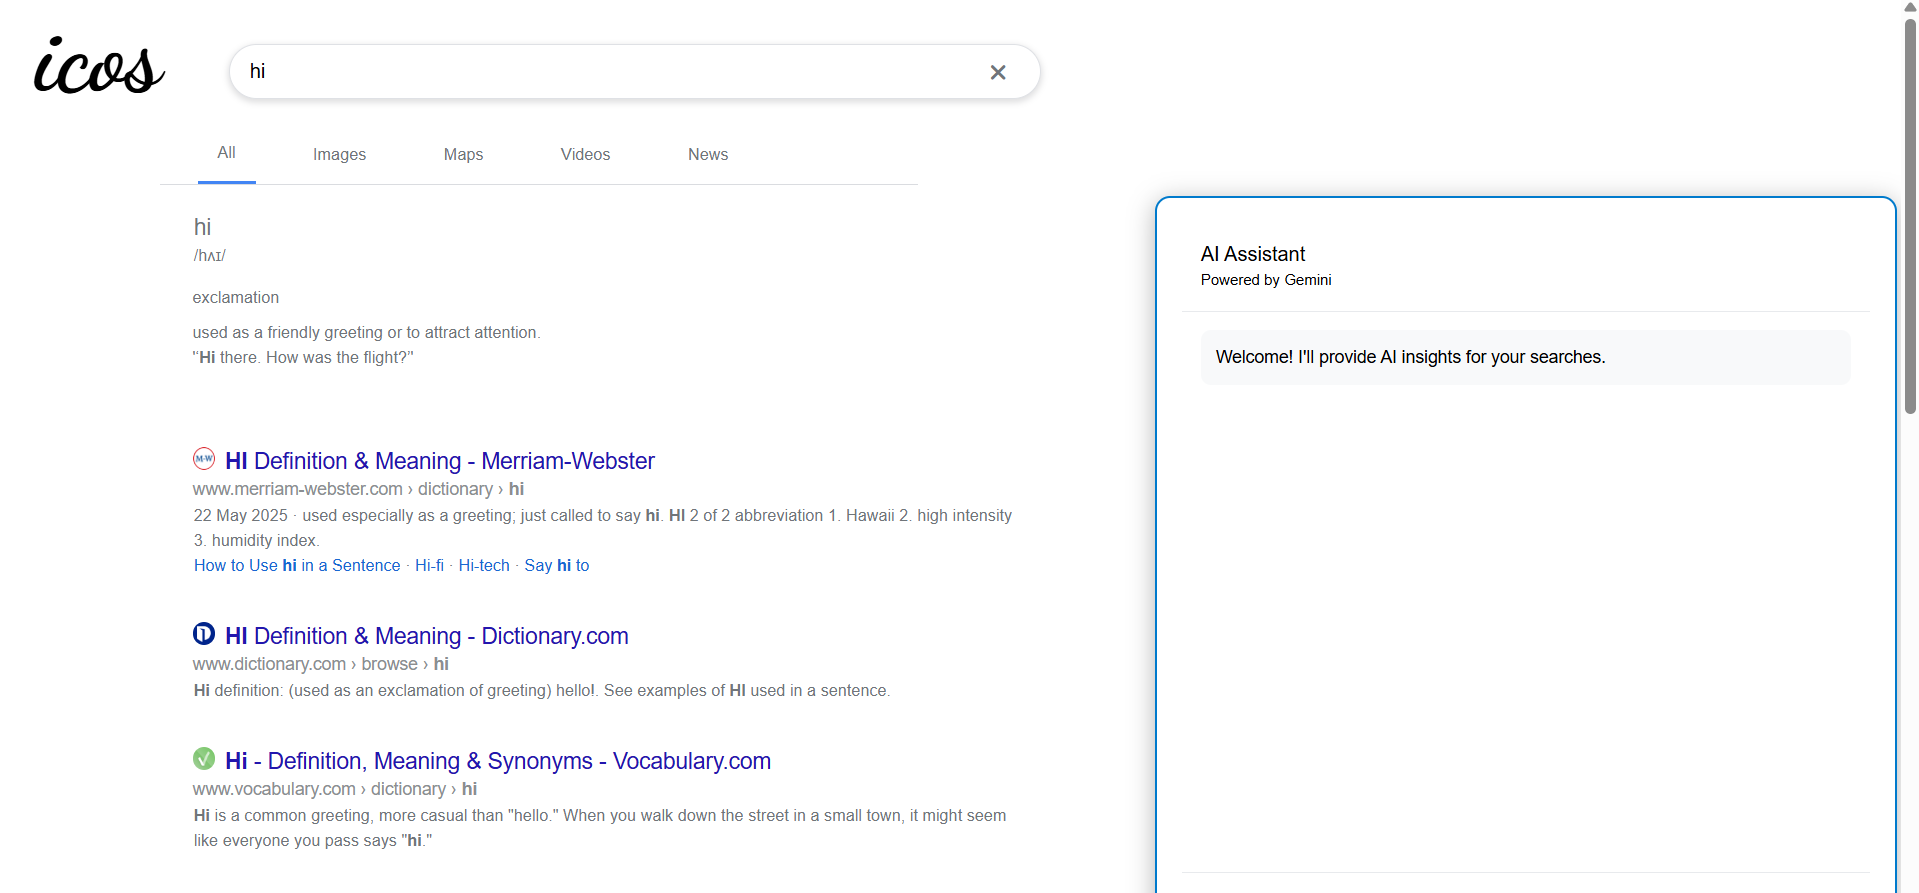 icos
hi
All
Images
Maps
Videos
News
hi
/hʌɪ/
exclamation
used as a friendly greeting or to attract attention.
"‘Hi there. How was the flight?’"
M-W
HI Definition & Meaning - Merriam-Webster
www.merriam-webster.com › dictionary › hi
22 May 2025 · used especially as a greeting; just called to say hi. HI 2 of 2 abbreviation 1. Hawaii 2. high intensity
3. humidity index.
How to Use hi in a Sentence · Hi-fi · Hi-tech · Say hi to
HI Definition & Meaning - Dictionary.com
www.dictionary.com › browse › hi
Hi definition: (used as an exclamation of greeting) hello!. See examples of HI used in a sentence.
Hi - Definition, Meaning & Synonyms - Vocabulary.com
www.vocabulary.com › dictionary › hi
Hi is a common greeting, more casual than "hello." When you walk down the street in a small town, it might seem
like everyone you pass says "hi."
AI Assistant
Powered by Gemini
Welcome! I'll provide AI insights for your searches.